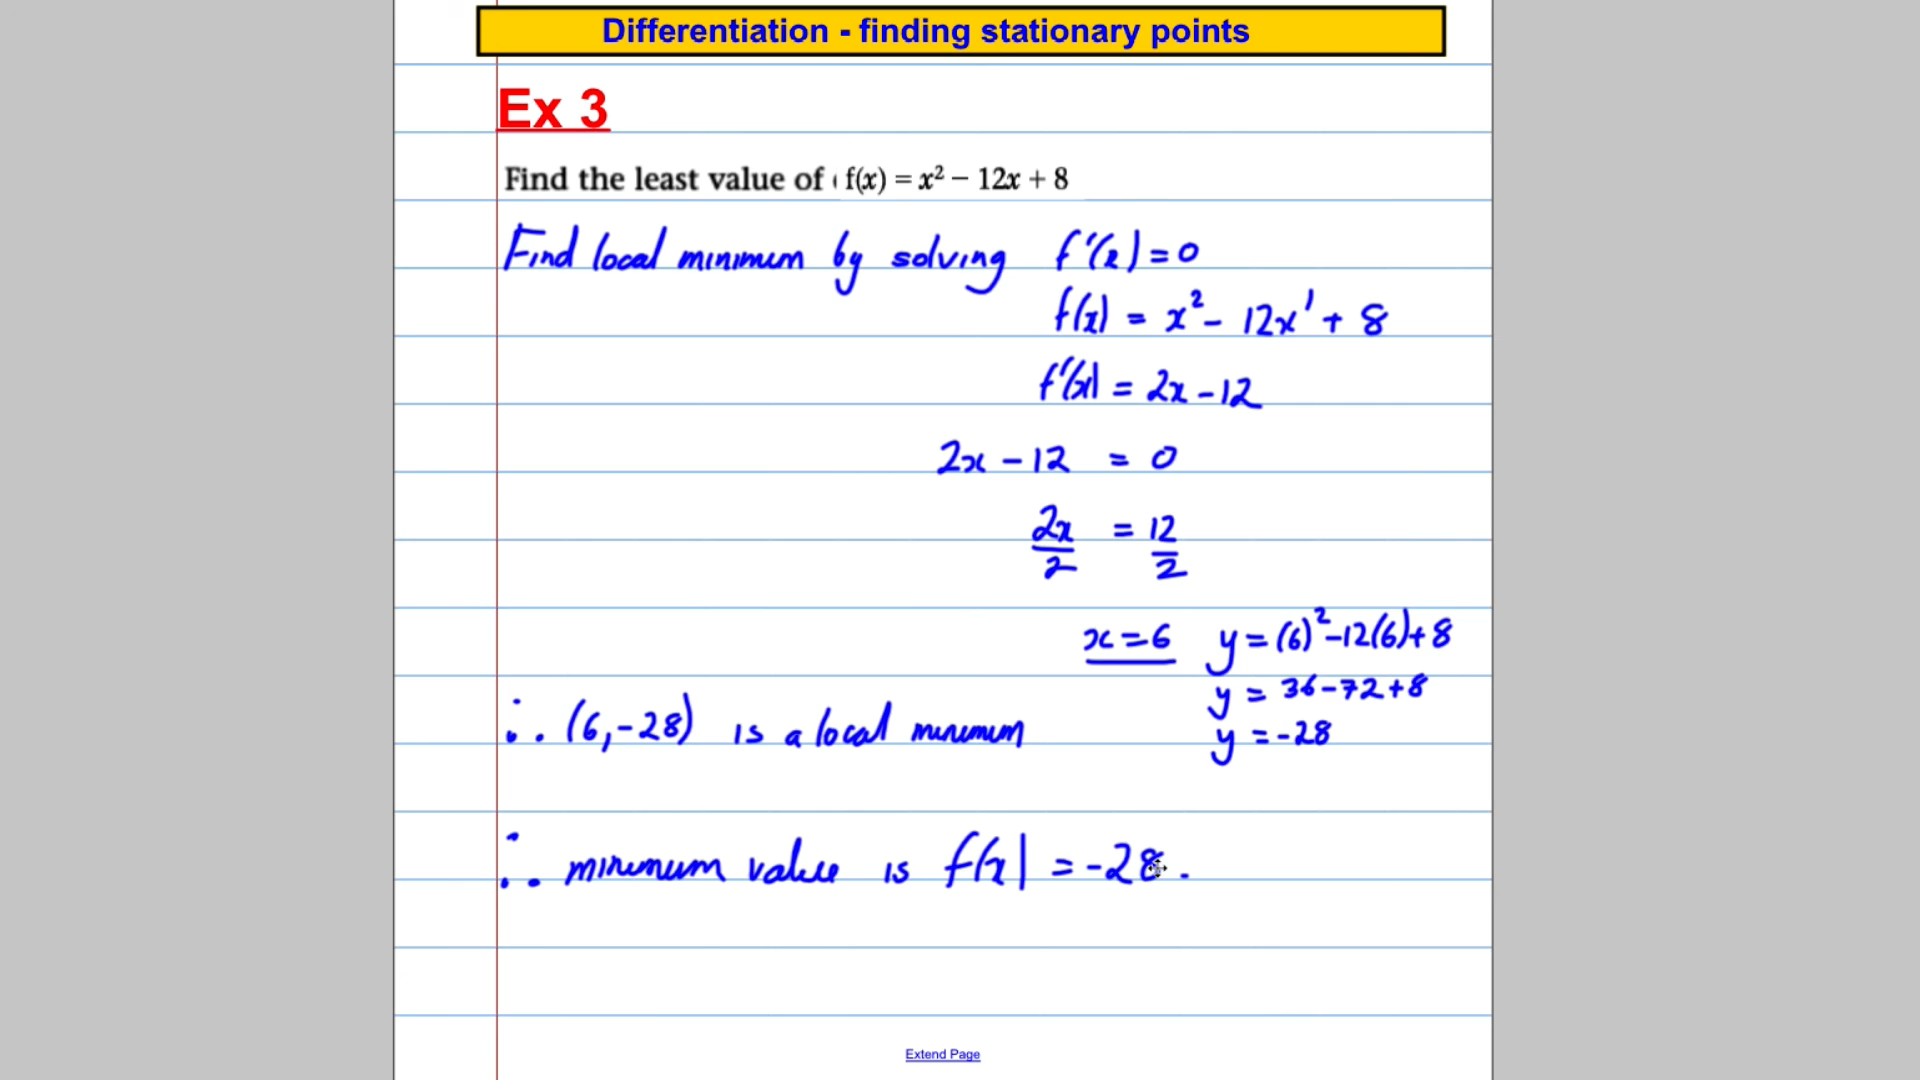 Differentiation - finding stationary points
Ex 3
Find the least value of f(x) = x² − 12x + 8
Find local minimum by solving f'(x) = 0
f(x) = x² - 12x¹ + 8
f'(x) = 2x - 12
2x - 12 = 0
2x/2 = 12/2
x = 6 y = (6)² - 12(6) + 8
y = 36 - 72 + 8
∴ (6, -28) is a local minimum
y = -28
∴ minimum value is f(x) = -28.
Extend Page